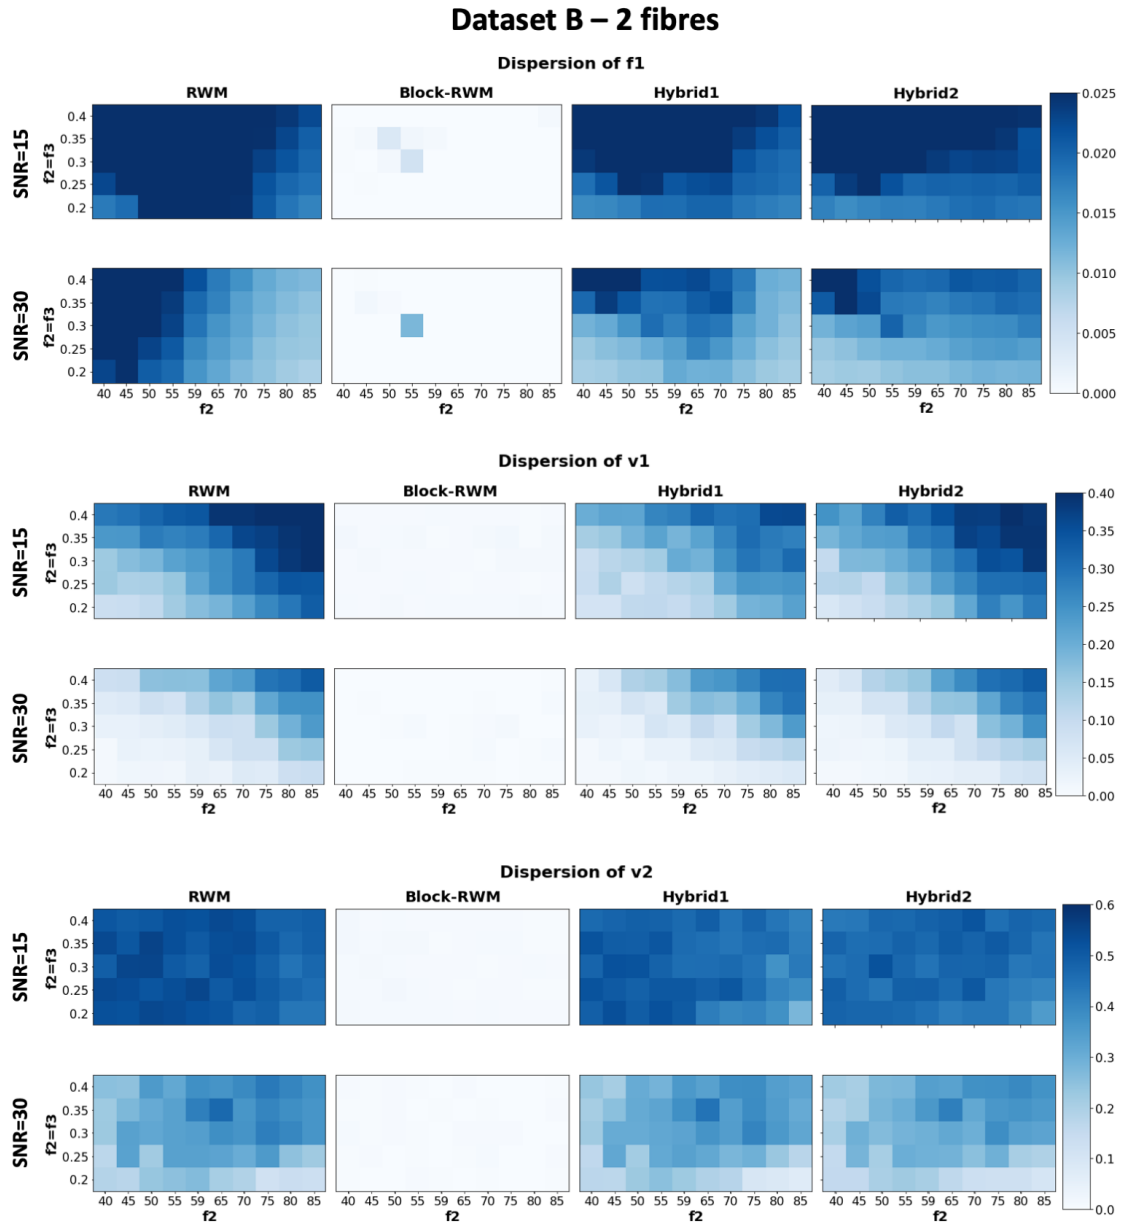 Dataset B – 2 fibres
Dispersion of f1
RWM Block-RWM Hybrid1 Hybrid2
SNR=15
f2=f3
0.4
0.35
0.3
0.25
0.2
SNR=30
f2=f3
0.4
0.35
0.3
0.25
0.2
40 45 50 55 59 65 70 75 80 85
f2
40 45 50 55 60 65 70 75 80 85
f2
40 45 50 55 59 65 70 75 80 85
f2
40 45 50 55 59 65 70 75 80 85
f2
0.025
0.020
0.015
0.010
0.005
0.000
Dispersion of v1
RWM Block-RWM Hybrid1 Hybrid2
SNR=15
f2=f3
0.4
0.35
0.3
0.25
0.2
SNR=30
f2=f3
0.4
0.35
0.3
0.25
0.2
40 45 50 55 59 65 70 75 80 85
f2
40 45 50 55 60 65 70 75 80 85
f2
40 45 50 55 59 65 70 75 80 85
f2
40 45 50 55 59 65 70 75 80 85
f2
0.40
0.35
0.30
0.25
0.20
0.15
0.10
0.05
0.00
Dispersion of v2
RWM Block-RWM Hybrid1 Hybrid2
SNR=15
f2=f3
0.4
0.35
0.3
0.25
0.2
SNR=30
f2=f3
0.4
0.35
0.3
0.25
0.2
40 45 50 55 59 65 70 75 80 85
f2
40 45 50 55 60 65 70 75 80 85
f2
40 45 50 55 59 65 70 75 80 85
f2
40 45 50 55 59 65 70 75 80 85
f2
0.6
0.5
0.4
0.3
0.2
0.1
0.0